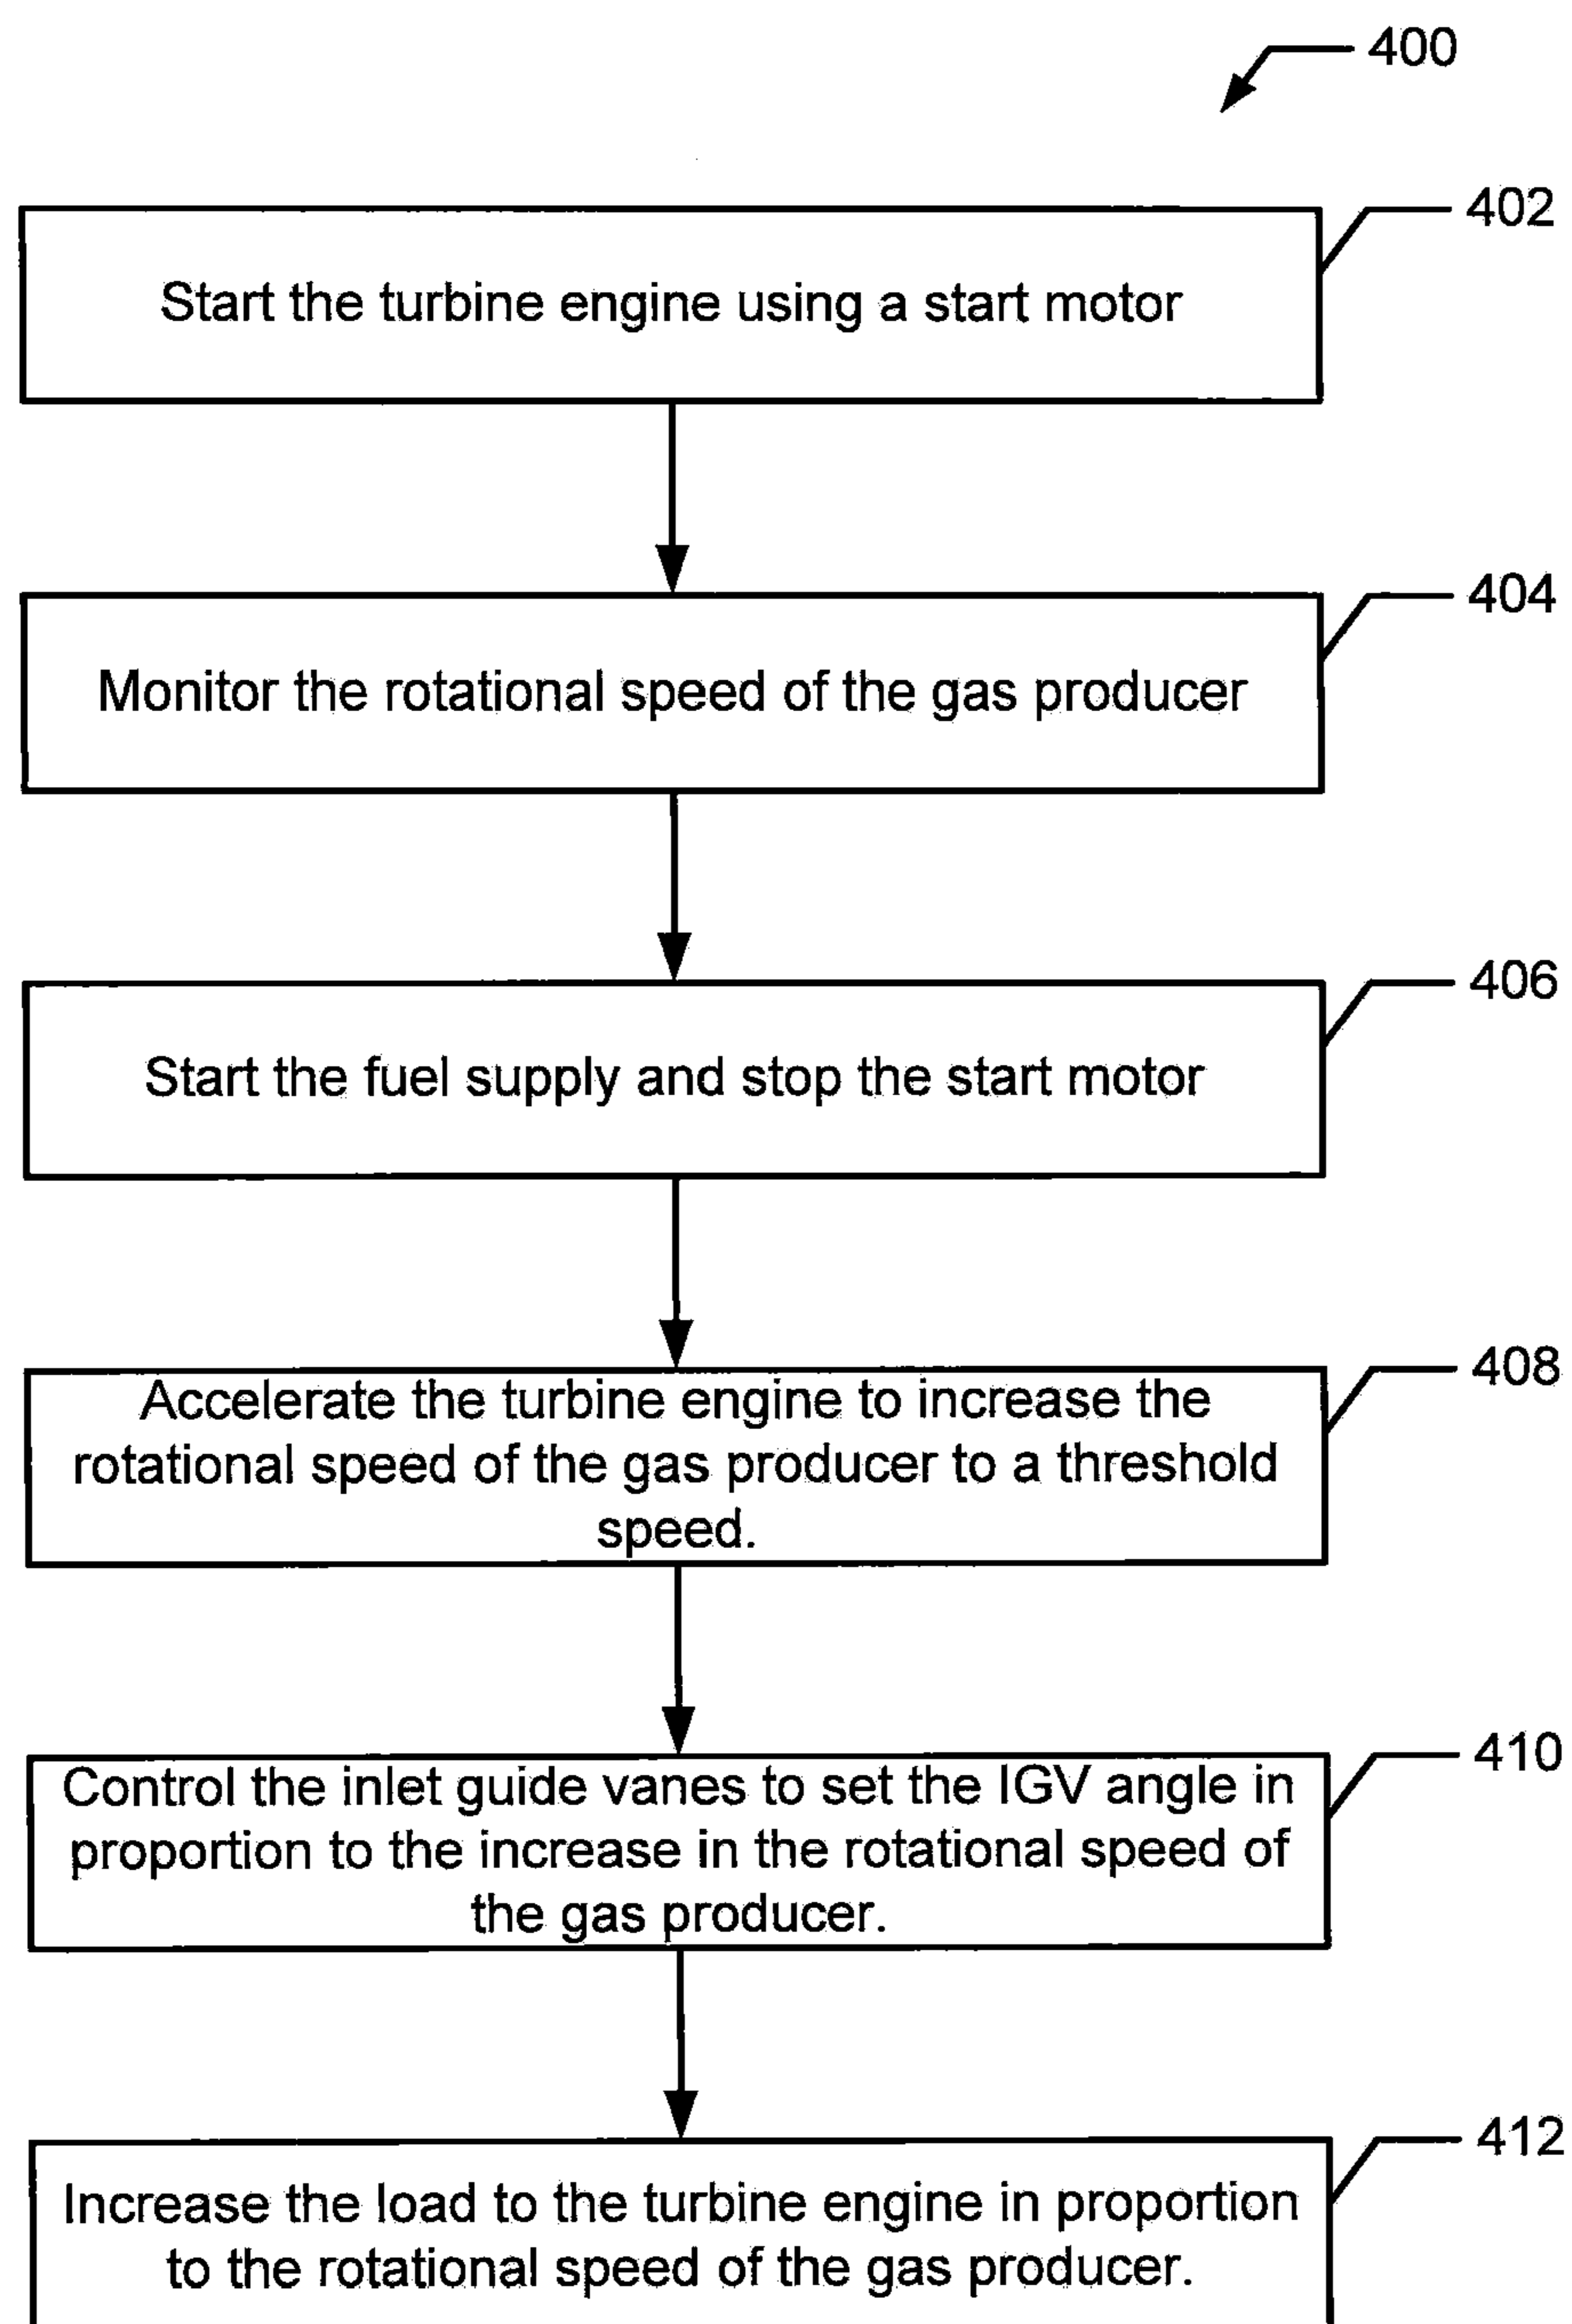 400
402
Start the turbine engine using a start motor
404
Monitor the rotational speed of the gas producer
406
Start the fuel supply and stop the start motor
408
Accelerate the turbine engine to increase the
rotational speed of the gas producer to a threshold
speed.
410
Control the inlet guide vanes to set the IGV angle in
proportion to the increase in the rotational speed of
the gas producer.
412
Increase the load to the turbine engine in proportion
to the rotational speed of the gas producer.